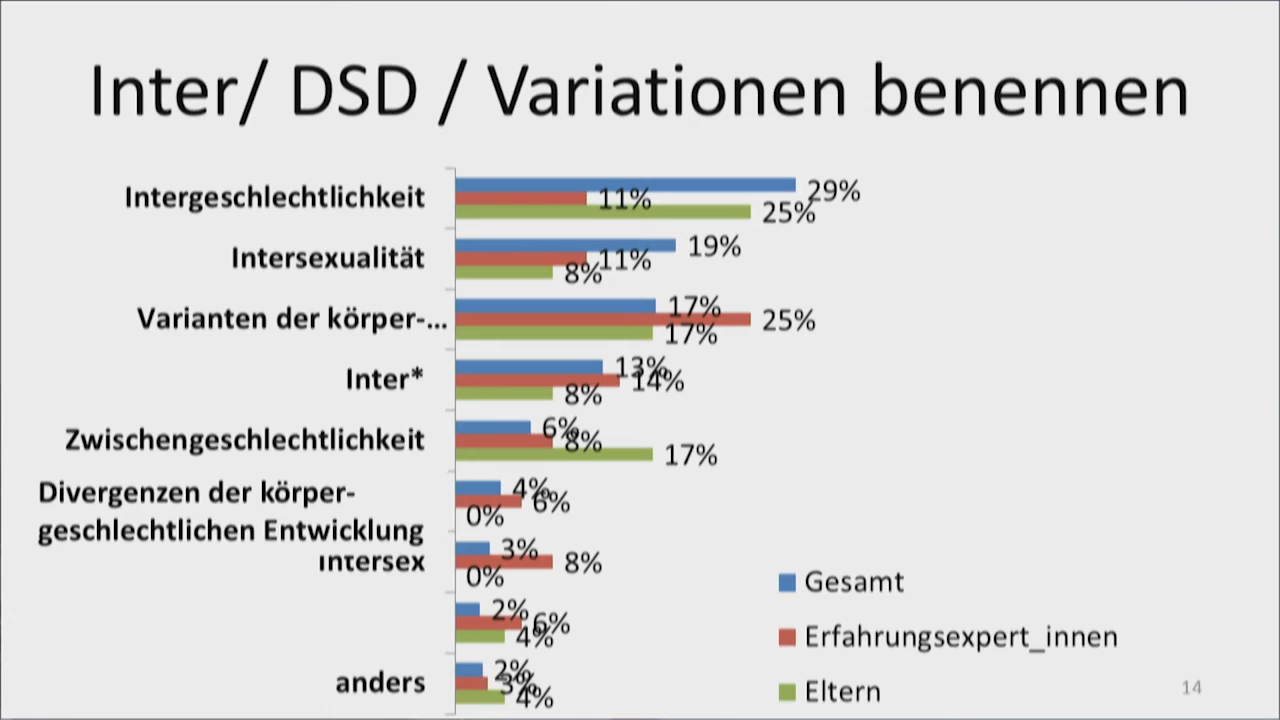 Inter/ DSD / Variationen benennen
Intergeschlechtlichkeit
29%
11%
25%
Intersexualität
19%
11%
8%
Varianten der körper-...
17%
25%
17%
Inter*
13%
14%
8%
Zwischengeschlechtlichkeit
6%
8%
17%
Divergenzen der körper-
geschlechtlichen Entwicklung
4%
6%
0%
intersex
3%
8%
0%
2%
6%
4%
anders
2%
3%
4%
Gesamt
Erfahrungsexpert_innen
Eltern
14